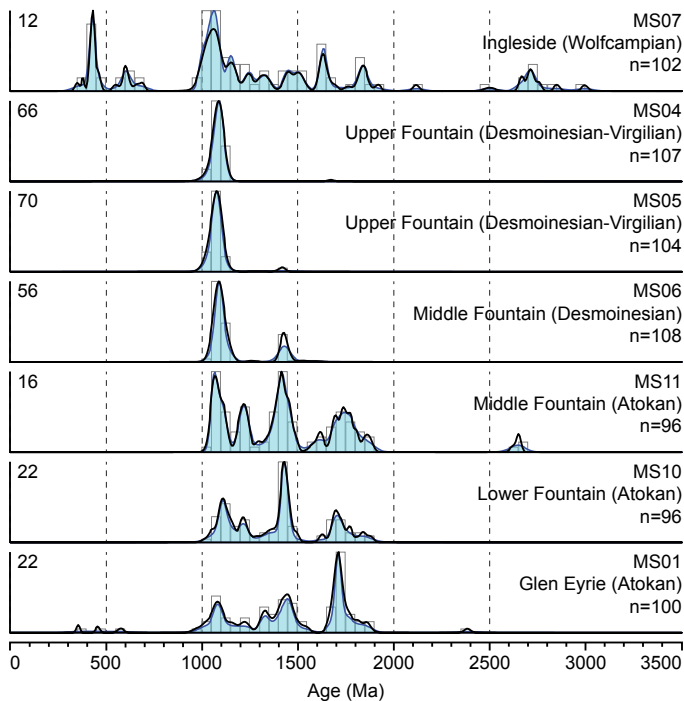 12
MS07
Ingleside (Wolfcampian)
n=102
66
MS04
Upper Fountain (Desmoinesian-Virgilian)
n=107
70
MS05
Upper Fountain (Desmoinesian-Virgilian)
n=104
56
MS06
Middle Fountain (Desmoinesian)
n=108
16
MS11
Middle Fountain (Atokan)
n=96
22
MS10
Lower Fountain (Atokan)
n=96
22
MS01
Glen Eyrie (Atokan)
n=100
0 500 1000 1500 2000 2500 3000 3500
Age (Ma)